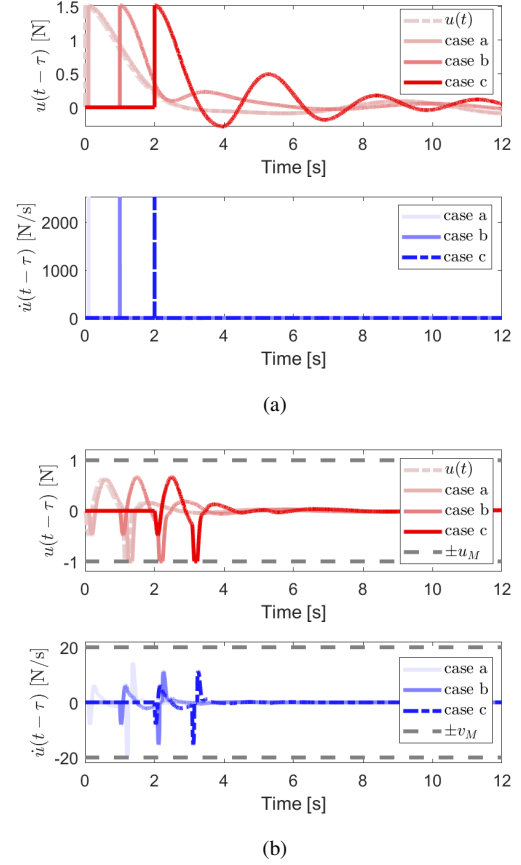 1.5
1
0.5
0
u(t − τ) [N]
u(t)
case a
case b
case c
0 2 4 6 8 10 12
Time [s]
2000
1000
0
u̇(t − τ) [N/s]
case a
case b
case c
0 2 4 6 8 10 12
Time [s]
(a)
1
0
-1
u(t − τ) [N]
u(t)
case a
case b
case c
±u_M
0 2 4 6 8 10 12
Time [s]
20
0
-20
u̇(t − τ) [N/s]
case a
case b
case c
±v_M
0 2 4 6 8 10 12
Time [s]
(b)